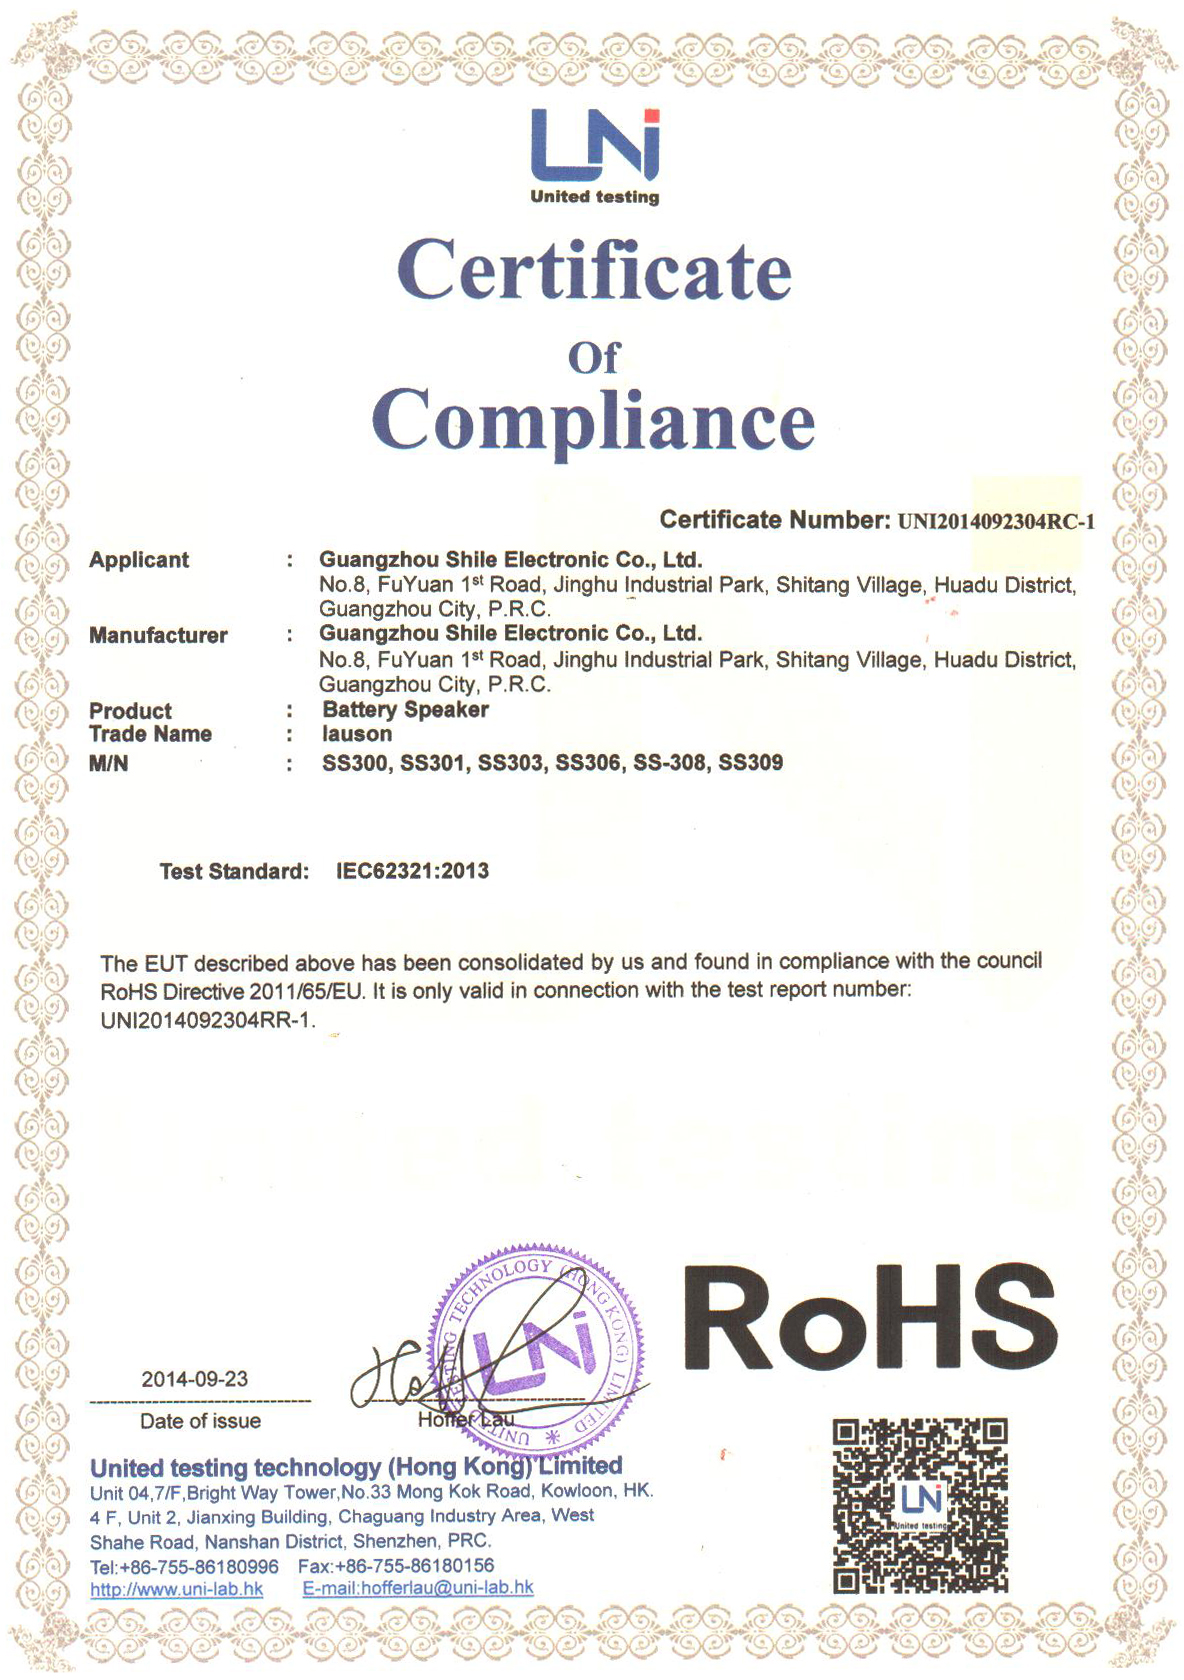 LNi
United testing
Certificate
Of
Compliance
Certificate Number: UNI2014092304RC-1
Applicant : Guangzhou Shile Electronic Co., Ltd.
No.8, FuYuan 1st Road, Jinghu Industrial Park, Shitang Village, Huadu District,
Guangzhou City, P.R.C.
Manufacturer : Guangzhou Shile Electronic Co., Ltd.
No.8, FuYuan 1st Road, Jinghu Industrial Park, Shitang Village, Huadu District,
Guangzhou City, P.R.C.
Product : Battery Speaker
Trade Name : lauson
M/N : SS300, SS301, SS303, SS306, SS-308, SS309
Test Standard: IEC62321:2013
The EUT described above has been consolidated by us and found in compliance with the council
RoHS Directive 2011/65/EU. It is only valid in connection with the test report number:
UNI2014092304RR-1.
RoHS
UNITED TESTING TECHNOLOGY (HONG KONG) LIMITED
LNi
2014-09-23
Date of issue
Hoffer Lau
United testing technology (Hong Kong) Limited
Unit 04,7/F,Bright Way Tower,No.33 Mong Kok Road, Kowloon, HK.
4 F, Unit 2, Jianxing Building, Chaguang Industry Area, West
Shahe Road, Nanshan District, Shenzhen, PRC.
Tel:+86-755-86180996 Fax:+86-755-86180156
http://www.uni-lab.hk E-mail:hofferlau@uni-lab.hk
LNi
United testing